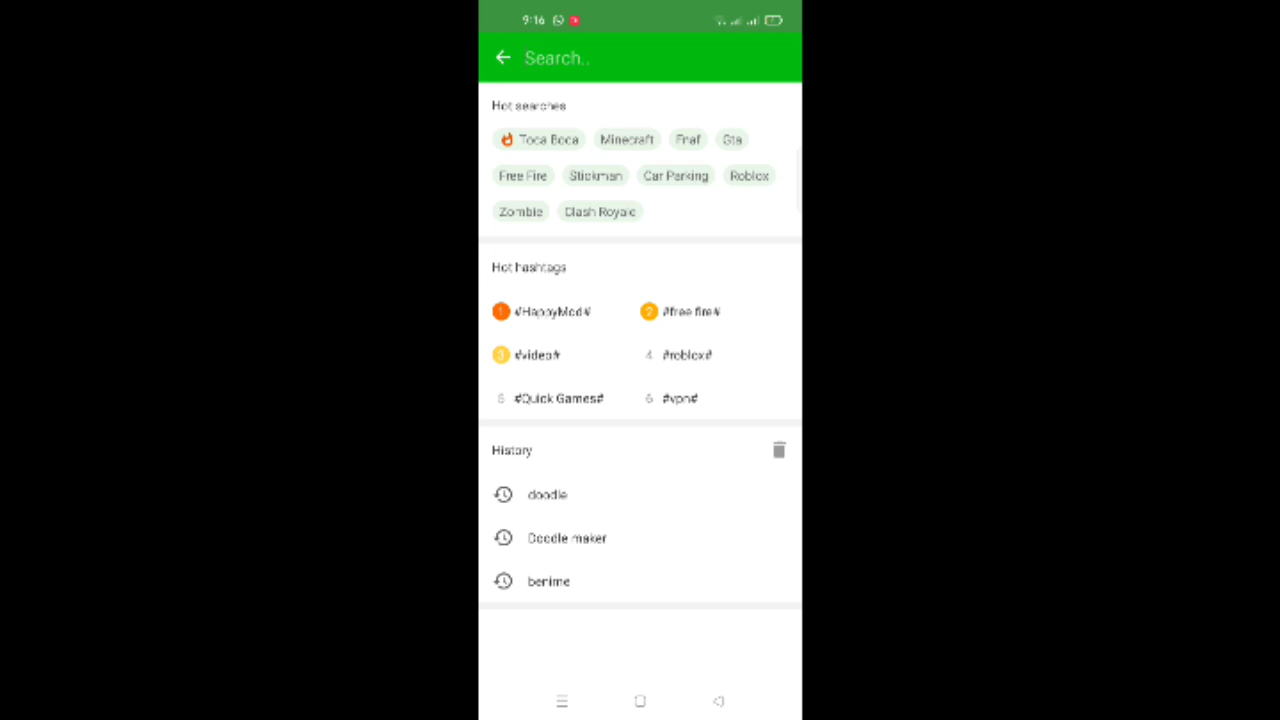 9:16
Search..
Hot searches
Toca Boca Minecraft Fnaf Gta
Free Fire Stickman Car Parking Roblox
Zombie Clash Royale
Hot hashtags
1 #HappyMod# 2 #free fire#
3 #video# 4 #roblox#
5 #Quick Games# 6 #vpn#
History
doodle
Doodle maker
benime